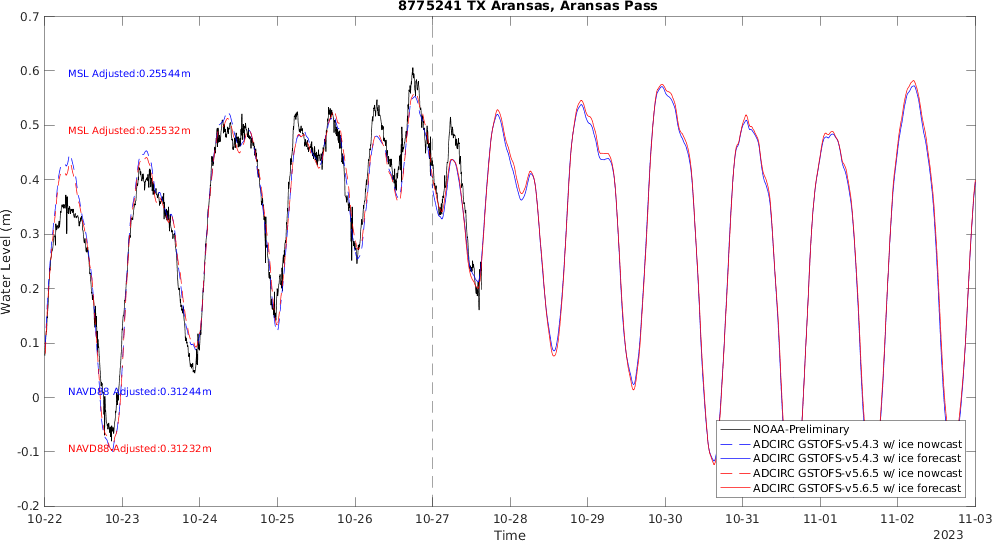 8775241 TX Aransas, Aransas Pass
0.7
0.6
0.5
0.4
0.3
0.2
0.1
0
-0.1
-0.2
Water Level (m)
MSL Adjusted:0.25544m
MSL Adjusted:0.25532m
NAVD88 Adjusted:0.31244m
NAVD88 Adjusted:0.31232m
NOAA-Preliminary
ADCIRC GSTOFS-v5.4.3 w/ ice nowcast
ADCIRC GSTOFS-v5.4.3 w/ ice forecast
ADCIRC GSTOFS-v5.6.5 w/ ice nowcast
ADCIRC GSTOFS-v5.6.5 w/ ice forecast
10-22 10-23 10-24 10-25 10-26 10-27 10-28 10-29 10-30 10-31 11-01 11-02 11-03
Time
2023